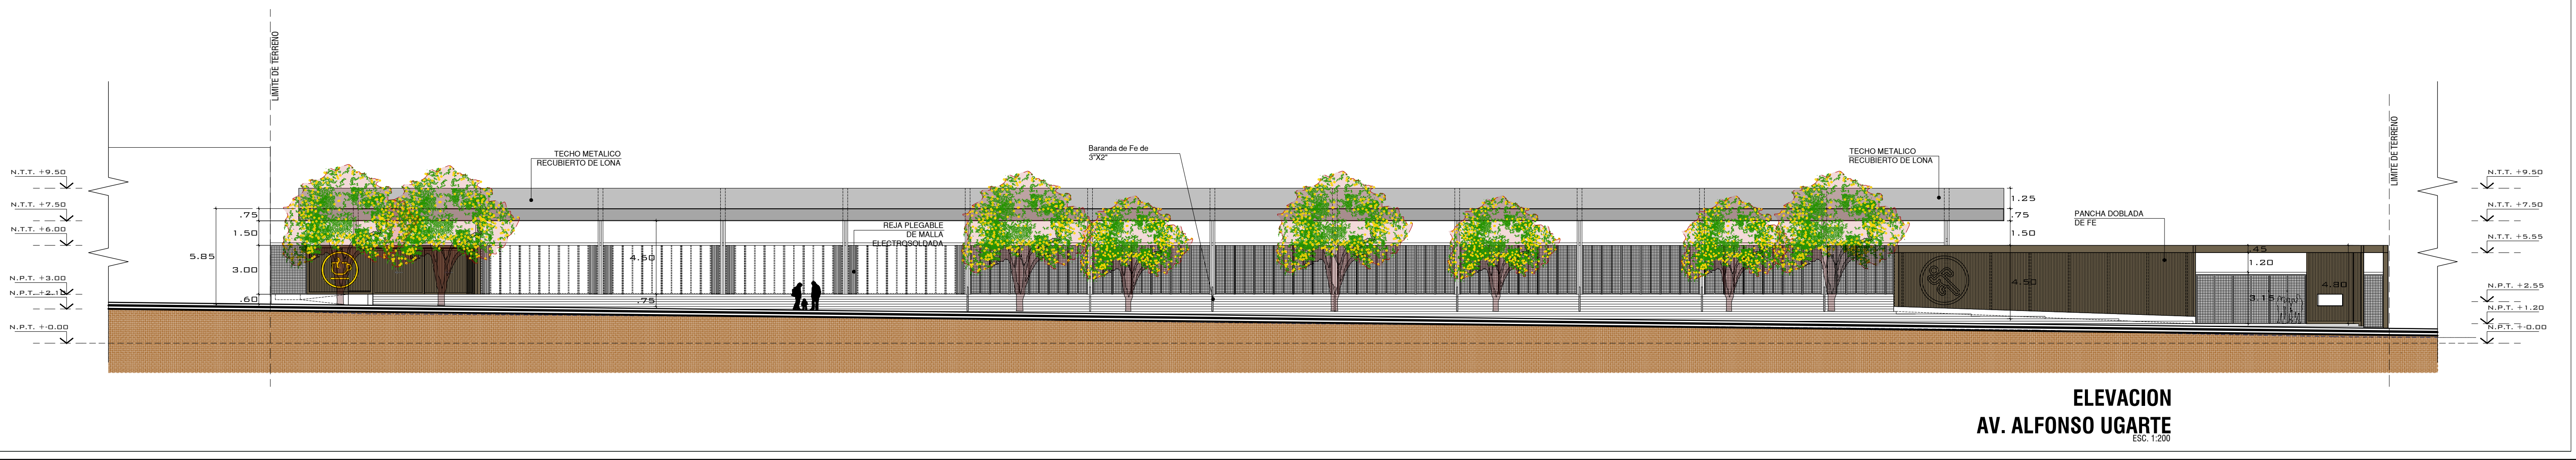 LIMITE DE TERRENO
LIMITE DE TERRENO
TECHO METALICO
RECUBIERTO DE LONA
Baranda de Fe de
3"X2"
TECHO METALICO
RECUBIERTO DE LONA
N.T.T. +9.50
N.T.T. +7.50
N.T.T. +6.00
N.P.T. +3.00
N.P.T. +2.10
N.P.T. +-0.00
5.85
.75
1.50
3.00
.60
REJA PLEGABLE
DE MALLA
ELECTROSOLDADA
4.50
.75
1.25
.75
1.50
4.50
PANCHA DOBLADA
DE FE
.45
1.20
3.15
4.90
N.T.T. +9.50
N.T.T. +7.50
N.T.T. +5.55
N.P.T. +2.55
N.P.T. +1.20
N.P.T. +-0.00
ELEVACION
AV. ALFONSO UGARTE
ESC. 1:200